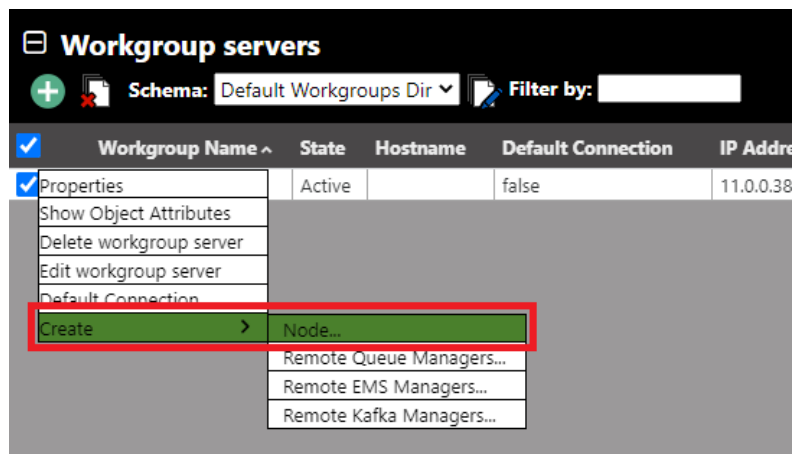 Workgroup servers
Schema: Default Workgroups Dir Filter by:
Workgroup Name State Hostname Default Connection IP Addre
Properties Active false 11.0.0.38
Show Object Attributes
Delete workgroup server
Edit workgroup server
Default Connection
Create Node...
Remote Queue Managers...
Remote EMS Managers...
Remote Kafka Managers...